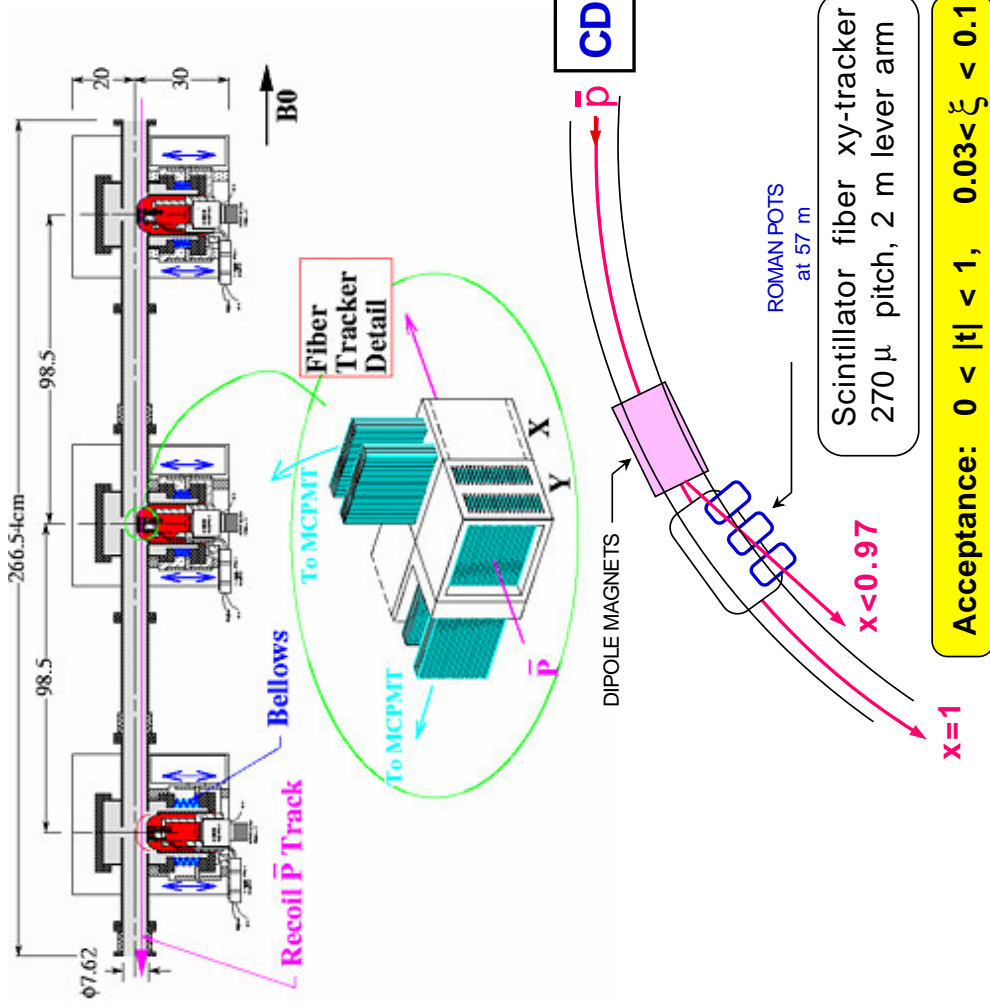 266.54cm
98.5
98.5
20
30
φ7.62
B0
Recoil P̄ Track
Bellows
Fiber
Tracker
Detail
To MCPMT
To MCPMT
P̄
X
Y
p̄
CD
DIPOLE MAGNETS
ROMAN POTS
at 57 m
x<0.97
x=1
Scintillator fiber xy-tracker
270 μ pitch, 2 m lever arm
Acceptance: 0 < |t| < 1, 0.03< ξ < 0.1